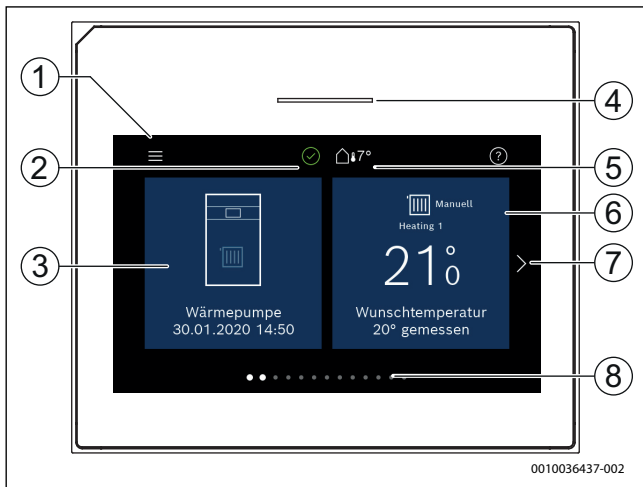 1
2
3
4
5
6
7
8
7°
?
Manuell
Heating 1
21°0
Wärmepumpe
30.01.2020 14:50
Wunschtemperatur
20° gemessen
0010036437-002